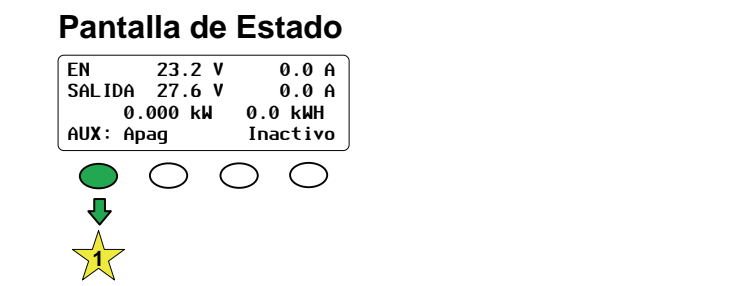 Pantalla de Estado
EN 23.2 V 0.0 A
SALIDA 27.6 V 0.0 A
0.000 kW 0.0 kWH
AUX: Apag Inactivo
1